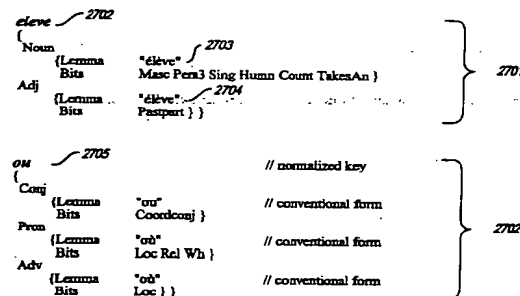 eleve 2702
{
Noun
{Lemma "élève" 2703
Bits Masc Pers3 Sing Humn Count TakesAn }
2701
Adj 2704
{Lemma "élève"
Bits Pastpart } }
ou 2705 // normalized key
{
Conj
{Lemma "ou" // conventional form
Bits Coordconj }
2702
Pron
{Lemma "où" // conventional form
Bits Loc Rel Wh }
Adv
{Lemma "où" // conventional form
Bits Loc } }